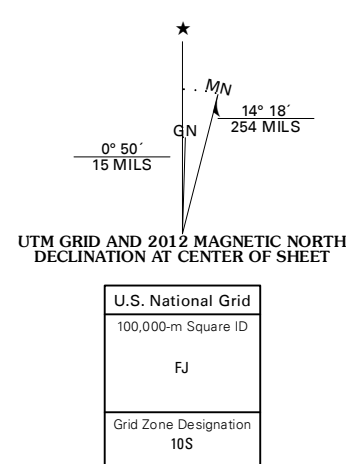 ★
MN
GN
14° 18´
254 MILS
0° 50´
15 MILS
UTM GRID AND 2012 MAGNETIC NORTH
DECLINATION AT CENTER OF SHEET
U.S. National Grid
100,000-m Square ID
FJ
Grid Zone Designation
10S